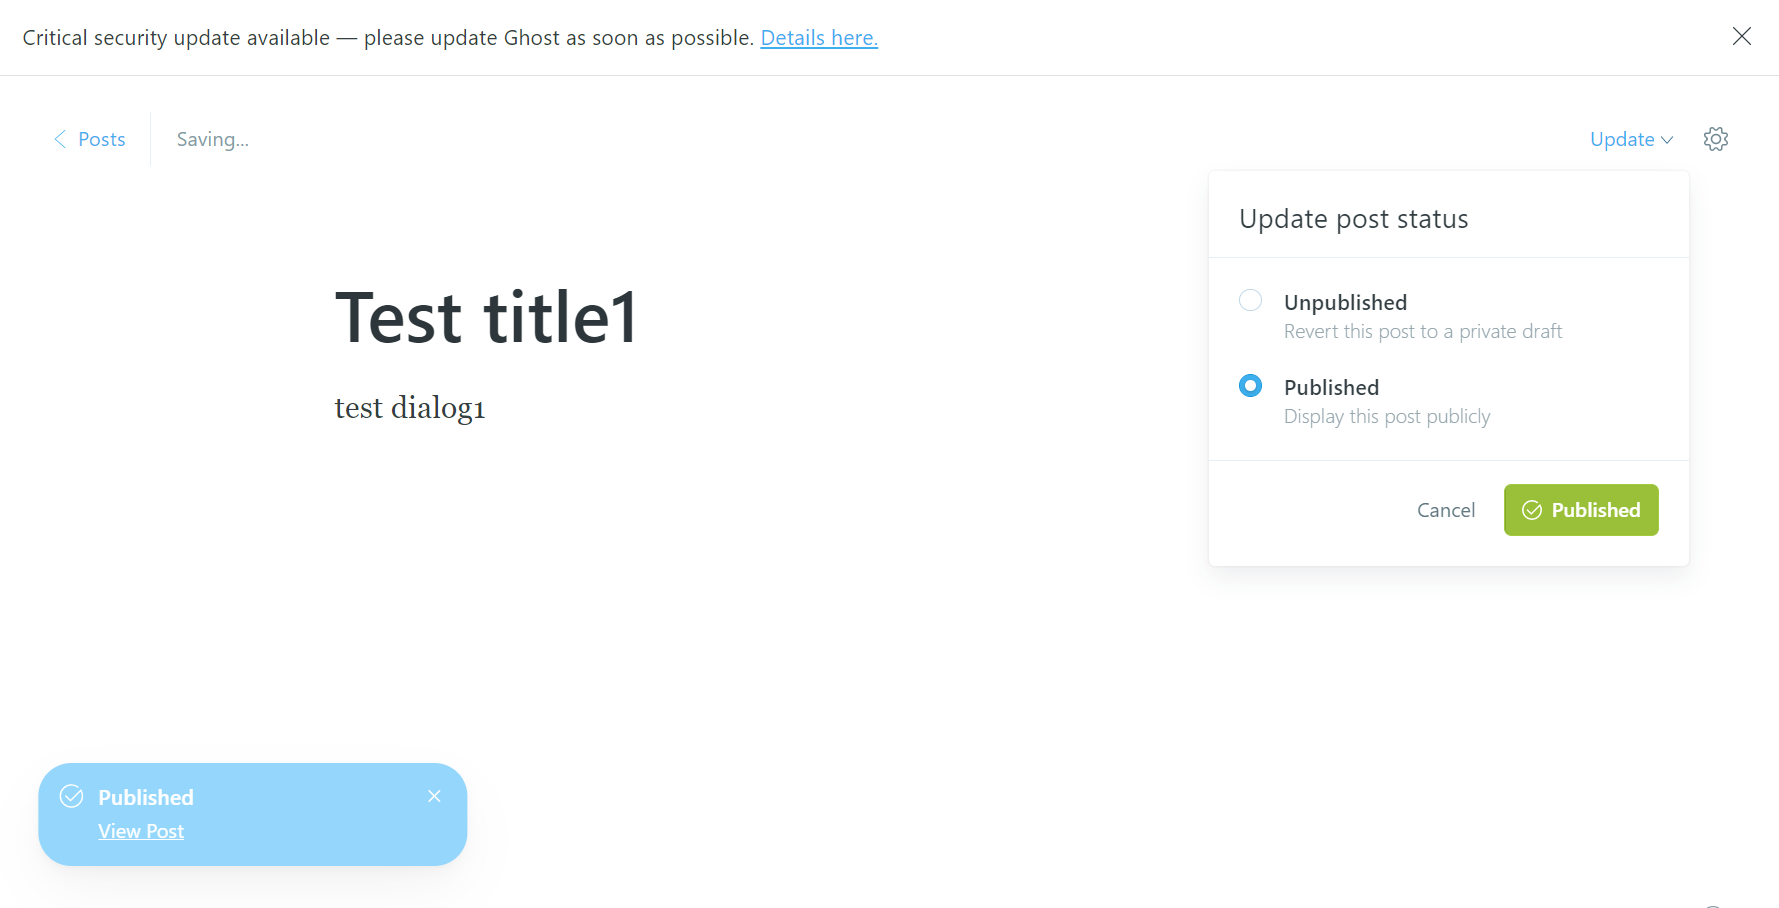 Critical security update available — please update Ghost as soon as possible. Details here.
Posts
Saving...
Update
Update post status
Unpublished
Revert this post to a private draft
Published
Display this post publicly
Cancel
Published
Test title1
test dialog1
Published
View Post